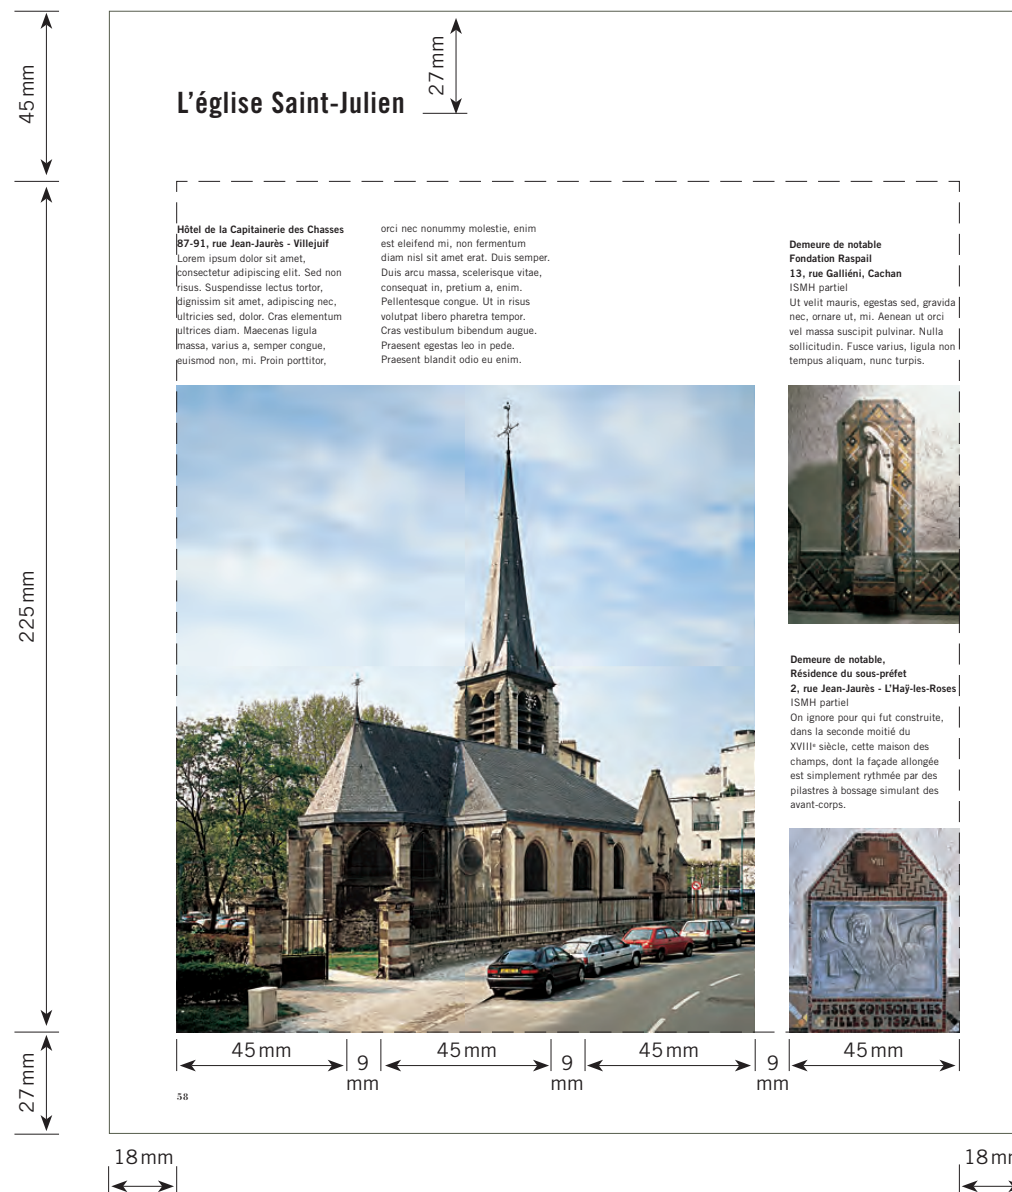 45 mm
27 mm
L’église Saint-Julien
Hôtel de la Capitainerie des Chasses
87-91, rue Jean-Jaurès - Villejuif
Lorem ipsum dolor sit amet,
consectetur adipiscing elit. Sed non
risus. Suspendisse lectus tortor,
dignissim sit amet, adipiscing nec,
ultricies sed, dolor. Cras elementum
ultrices diam. Maecenas ligula
massa, varius a, semper congue,
euismod non, mi. Proin porttitor,
orci nec nonummy molestie, enim
est eleifend mi, non fermentum
diam nisl sit amet erat. Duis semper.
Duis arcu massa, scelerisque vitae,
consequat in, pretium a, enim.
Pellentesque congue. Ut in risus
volutpat libero pharetra tempor.
Cras vestibulum bibendum augue.
Praesent egestas leo in pede.
Praesent blandit odio eu enim.
Demeure de notable
Fondation Raspail
13, rue Galliéni, Cachan
ISMH partiel
Ut velit mauris, egestas sed, gravida
nec, ornare ut, mi. Aenean ut orci
vel massa suscipit pulvinar. Nulla
sollicitudin. Fusce varius, ligula non
tempus aliquam, nunc turpis.
225 mm
Demeure de notable,
Résidence du sous-préfet
2, rue Jean-Jaurès - L’Haÿ-les-Roses
ISMH partiel
On ignore pour qui fut construite,
dans la seconde moitié du
XVIIIe siècle, cette maison des
champs, dont la façade allongée
est simplement rythmée par des
pilastres à bossage simulant des
avant-corps.
VIII
JESUS CONSOLE LES
FILLES D'ISRAEL
27 mm
45 mm
9
mm
45 mm
9
mm
45 mm
9
mm
45 mm
58
18 mm
18 mm